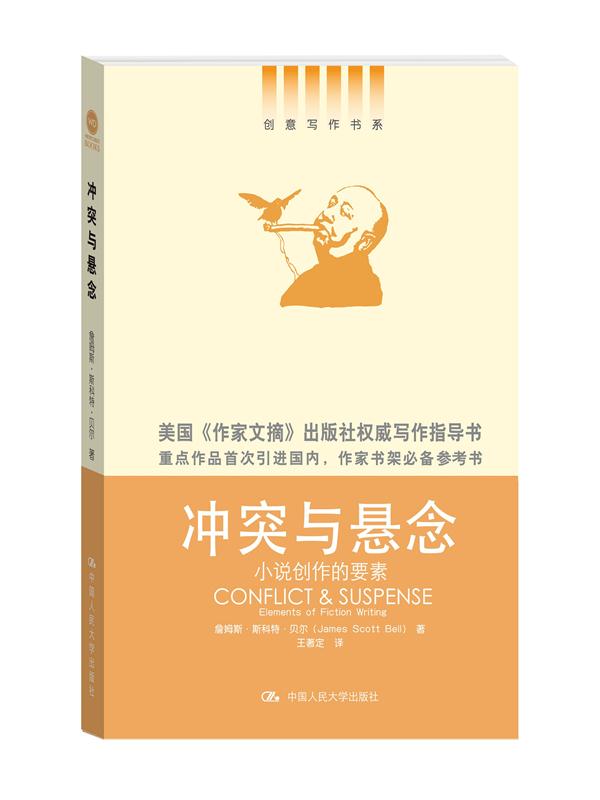 创意写作书系
美国《作家文摘》出版社权威写作指导书
重点作品首次引进国内，作家书架必备参考书
冲突与悬念
小说创作的要素
CONFLICT & SUSPENSE
Elements of Fiction Writing
詹姆斯·斯科特·贝尔（James Scott Bell） 著
王著定 译
中国人民大学出版社
WD
BOOKS
冲突与悬念
詹姆斯·斯科特·贝尔 著
中国人民大学出版社